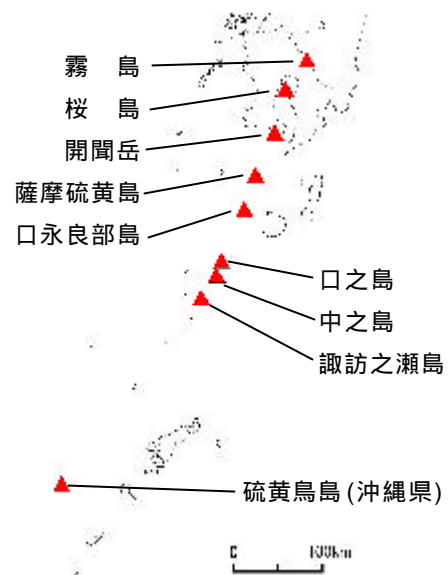 霧　島
桜　島
開聞岳
薩摩硫黄島
口永良部島
口之島
中之島
諏訪之瀬島
硫黄鳥島(沖縄県)
0 100km